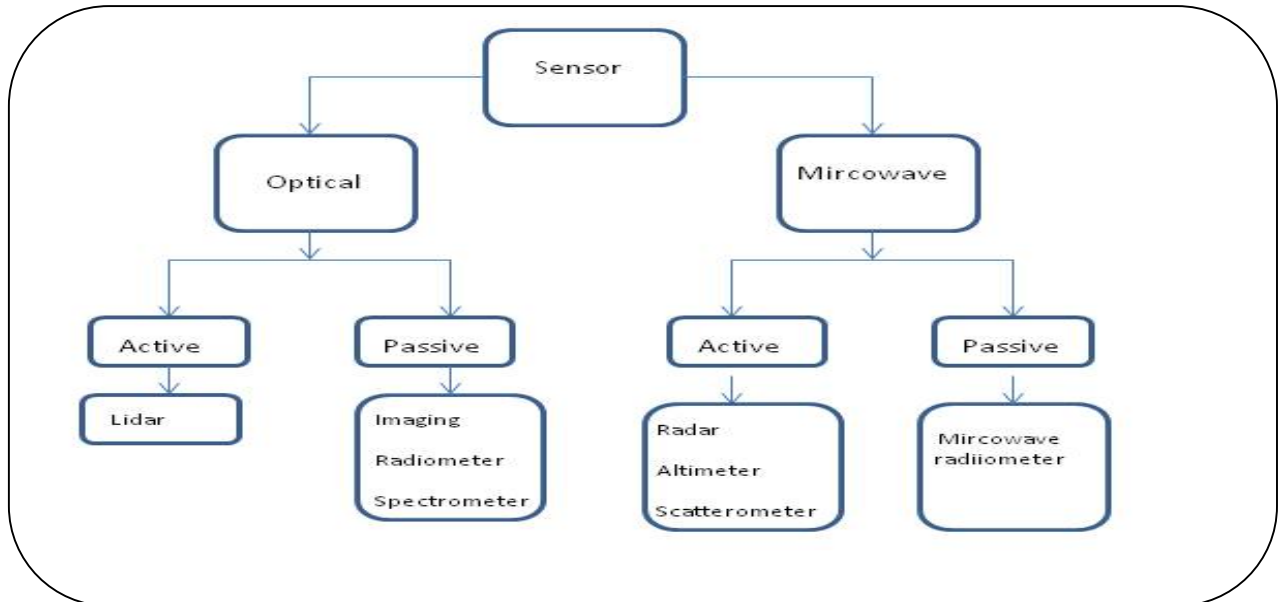 Sensor
Optical
Mircowave
Active
Passive
Active
Passive
Lidar
Imaging
Radiometer
Spectrometer
Radar
Altimeter
Scatterometer
Mircowave
radiiometer